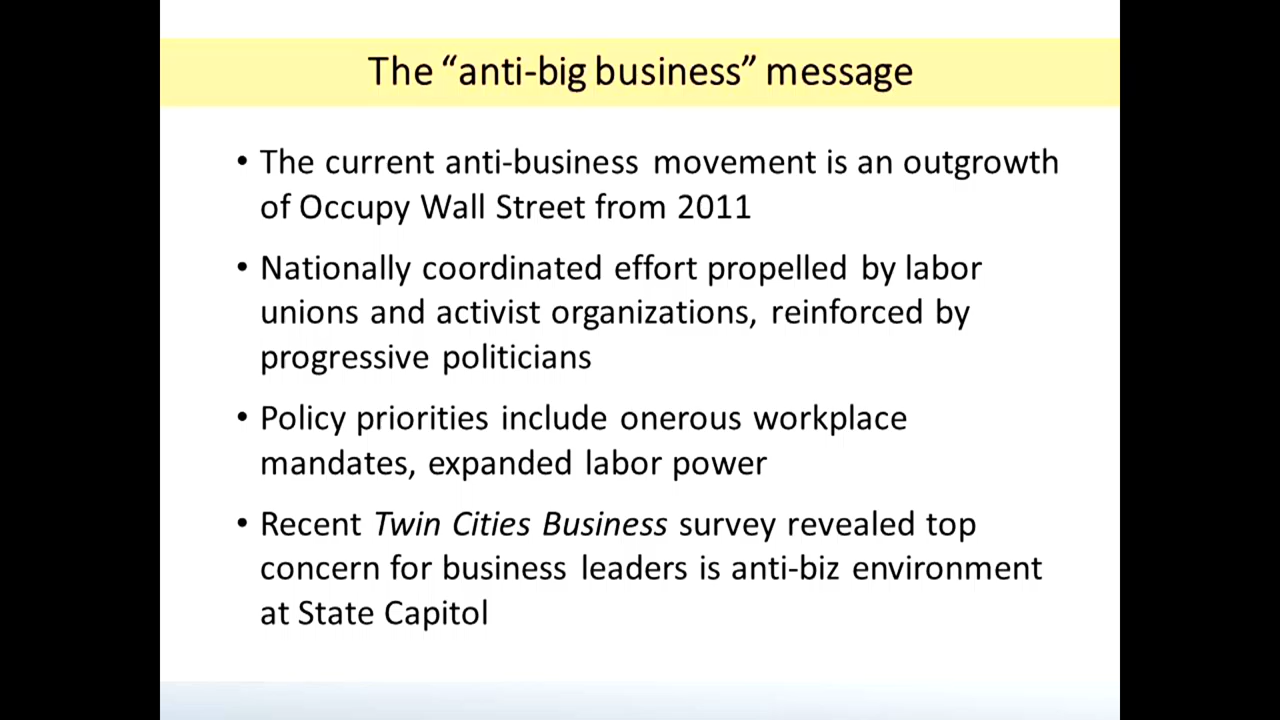 The “anti-big business” message
• The current anti-business movement is an outgrowth
of Occupy Wall Street from 2011
• Nationally coordinated effort propelled by labor
unions and activist organizations, reinforced by
progressive politicians
• Policy priorities include onerous workplace
mandates, expanded labor power
• Recent Twin Cities Business survey revealed top
concern for business leaders is anti-biz environment
at State Capitol